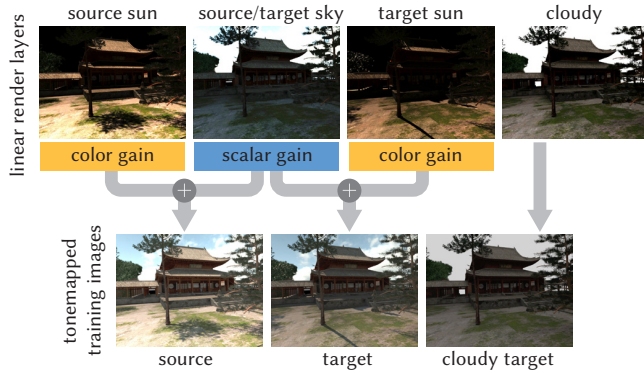 source sun source/target sky target sun cloudy
linear render layers
color gain scalar gain color gain
tonemapped
training images
source target cloudy target